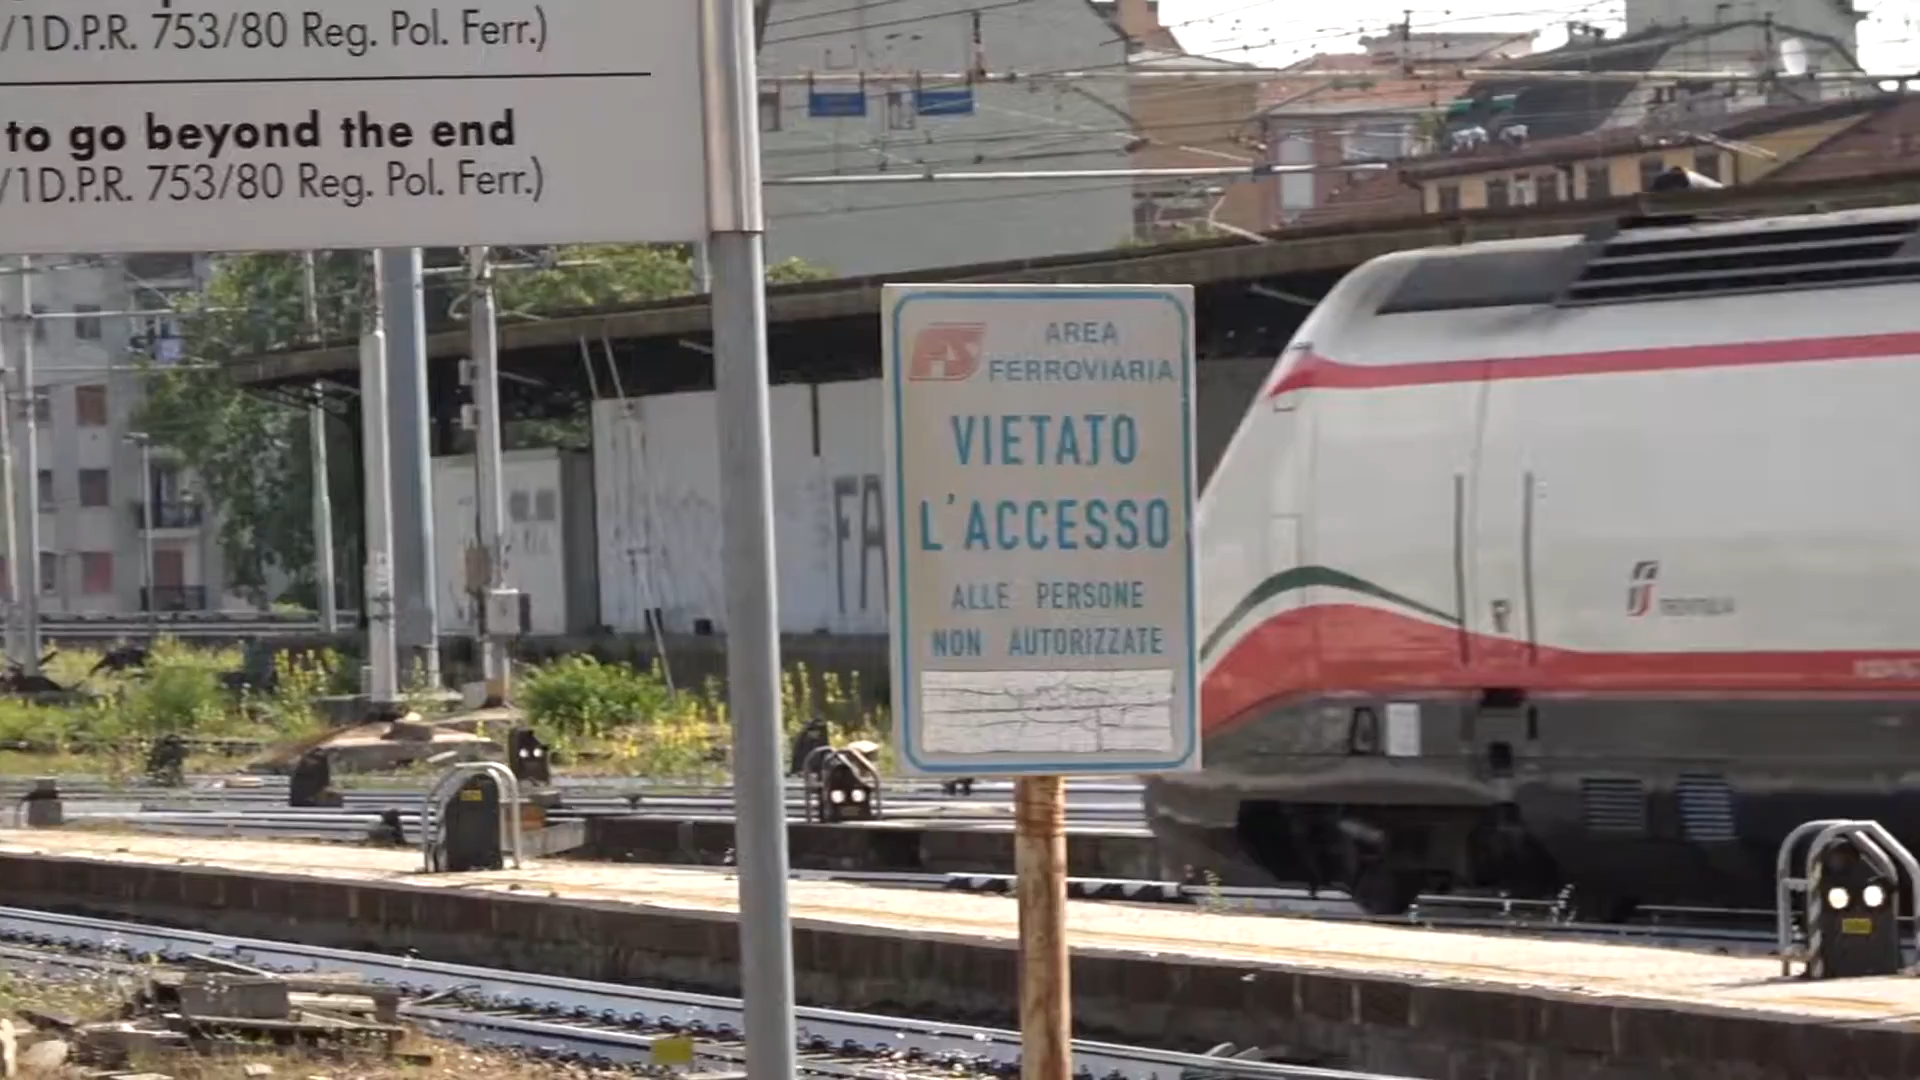 /1D.P.R. 753/80 Reg. Pol. Ferr.)
to go beyond the end
/1D.P.R. 753/80 Reg. Pol. Ferr.)
FS
AREA
FERROVIARIA
VIETATO
L'ACCESSO
ALLE PERSONE
NON AUTORIZZATE
FA
TRENITALIA